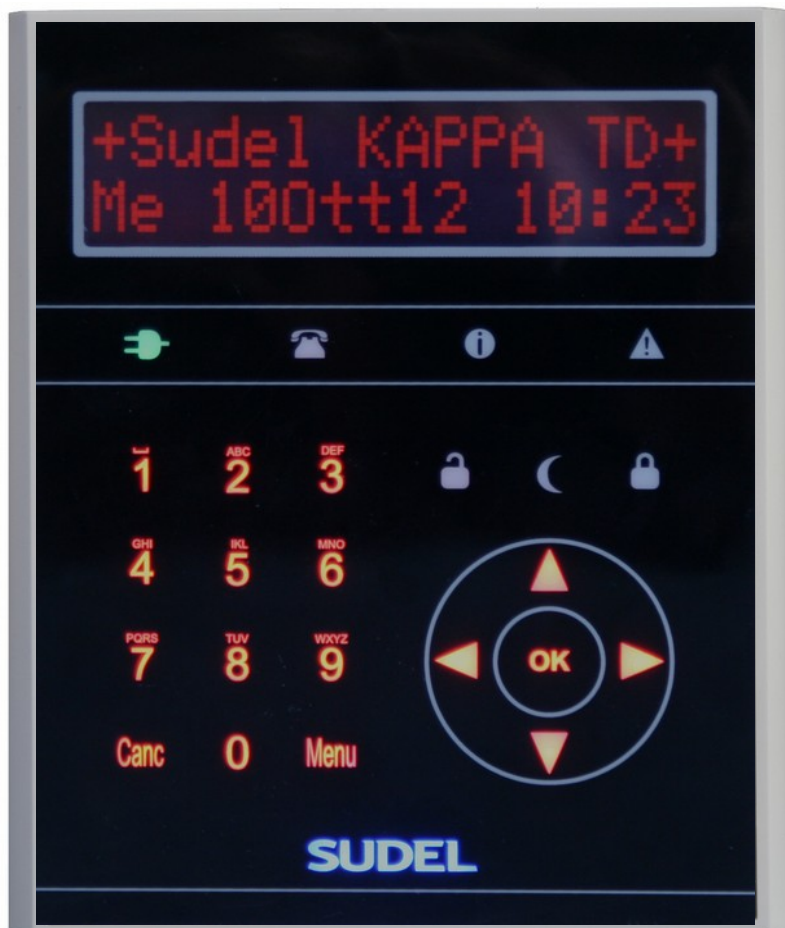 +Sudel KAPPA TD+
Me 10Ott12 10:23
1 ABC 2 DEF 3
GHI 4 IKL 5 MNO 6
PQRS 7 TUV 8 WXYZ 9
OK
Canc 0 Menu
SUDEL